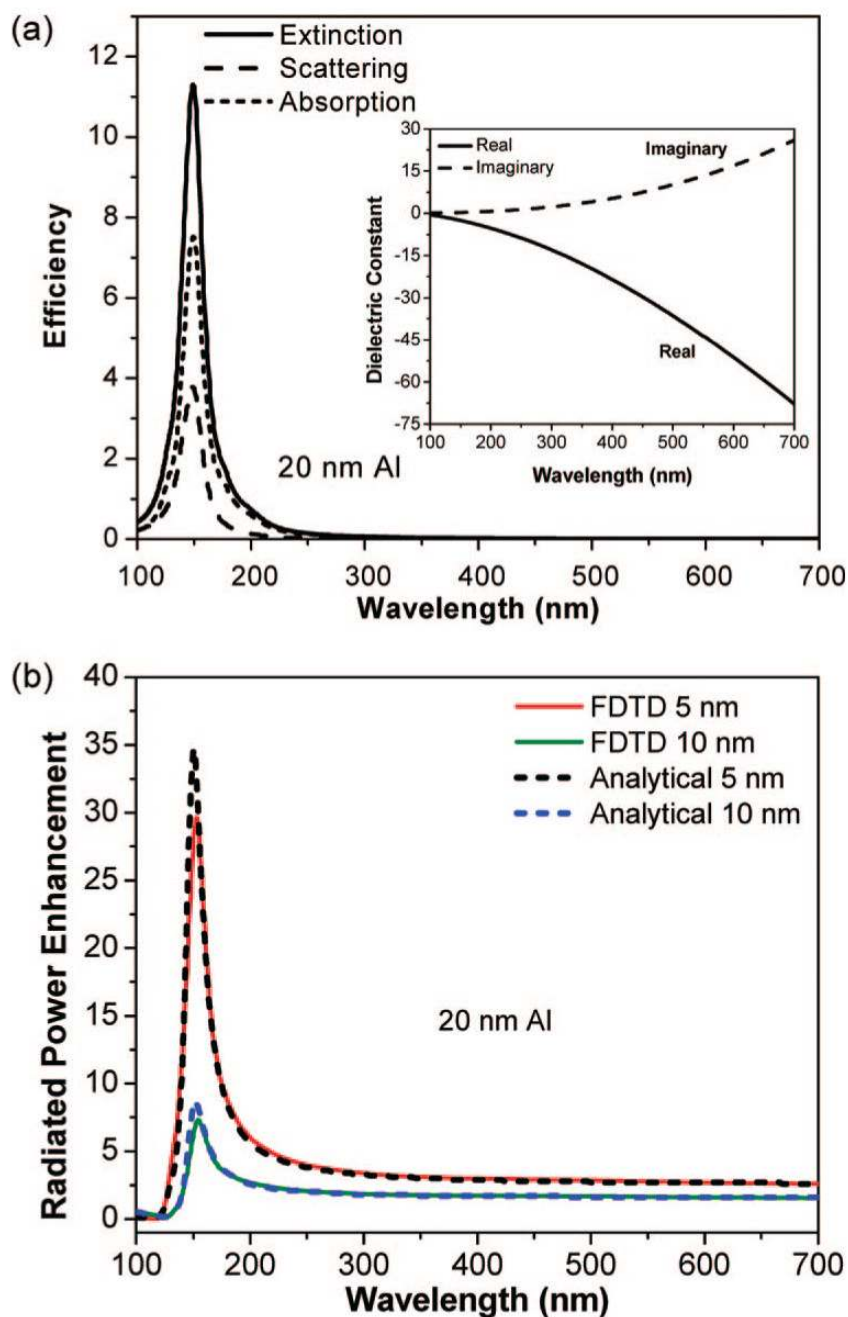 (a)
Extinction
Scattering
Absorption
12
10
8
6
4
2
0
Efficiency
20 nm Al
100 200 300 400 500 600 700
Wavelength (nm)
Real
Imaginary
Imaginary
Real
30
15
0
-15
-30
-45
-60
-75
Dielectric Constant
100 200 300 400 500 600 700
Wavelength (nm)
(b)
FDTD 5 nm
FDTD 10 nm
Analytical 5 nm
Analytical 10 nm
40
35
30
25
20
15
10
5
0
Radiated Power Enhancement
20 nm Al
100 200 300 400 500 600 700
Wavelength (nm)